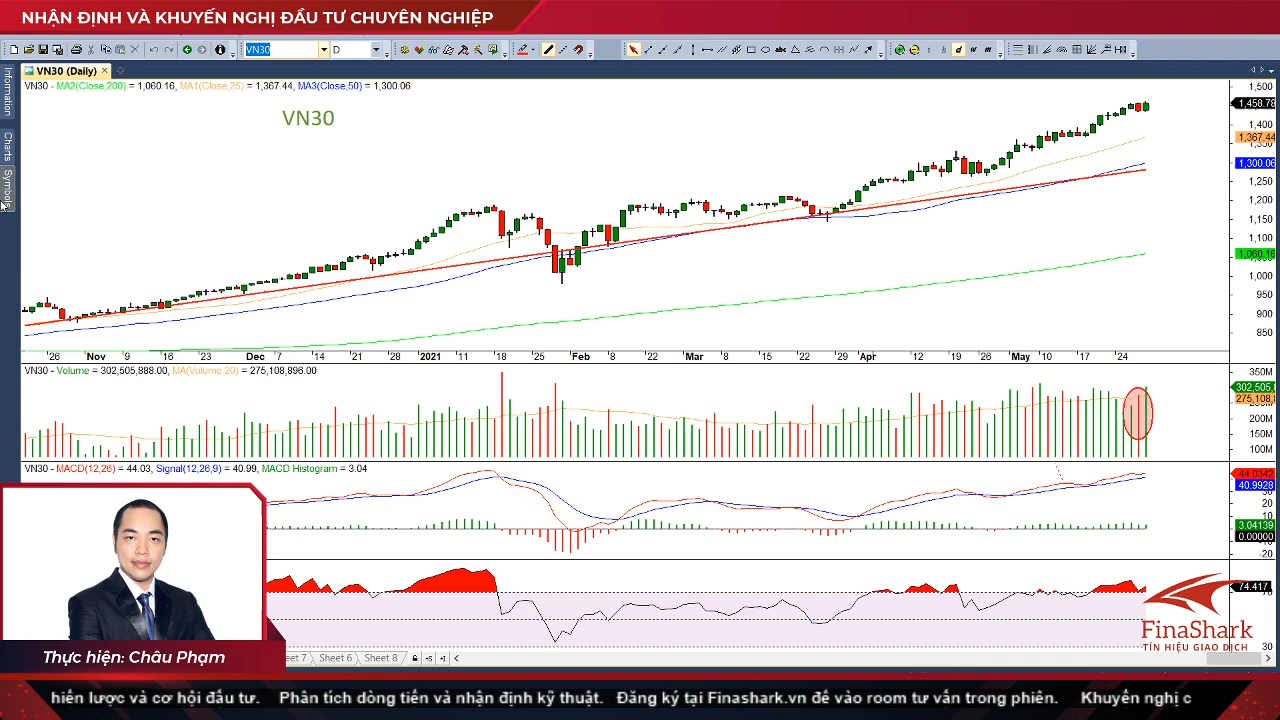 NHẬN ĐỊNH VÀ KHUYẾN NGHỊ ĐẦU TƯ CHUYÊN NGHIỆP
VN30 D
VN30 (Daily)
Information
Charts
Symbols
VN30 - MA2(Close,200) = 1,060.16, MA1(Close,25) = 1,367.44, MA3(Close,50) = 1,300.06
VN30
1,500
1,458.78
1,400
1,367.44
1,300.06
1,250
1,200
1,150
1,100
1,060.16
1,000
950
900
850
26 Nov 9 16 23 Dec 7 14 21 28 2021 11 18 25 Feb 8 22 Mar 8 15 22 29 Apr 12 19 26 May 10 17 24
VN30 - Volume = 302,505,888.00, MA(Volume,20) = 275,108,896.00
350M
302,505,
275,108,
200M
150M
100M
VN30 - MACD(12,26) = 44.03, Signal(12,26,9) = 40.99, MACD Histogram = 3.04
44.0342
40.9928
30
20
10
3.04139
0.00000
-20
74.417
30
FinaShark
TÍN HIỆU GIAO DỊCH
Thực hiện: Châu Phạm
Sheet 6 Sheet 8
hiến lược và cơ hội đầu tư. Phân tích dòng tiền và nhận định kỹ thuật. Đăng ký tại Finashark.vn để vào room tư vấn trong phiên. Khuyến nghị c